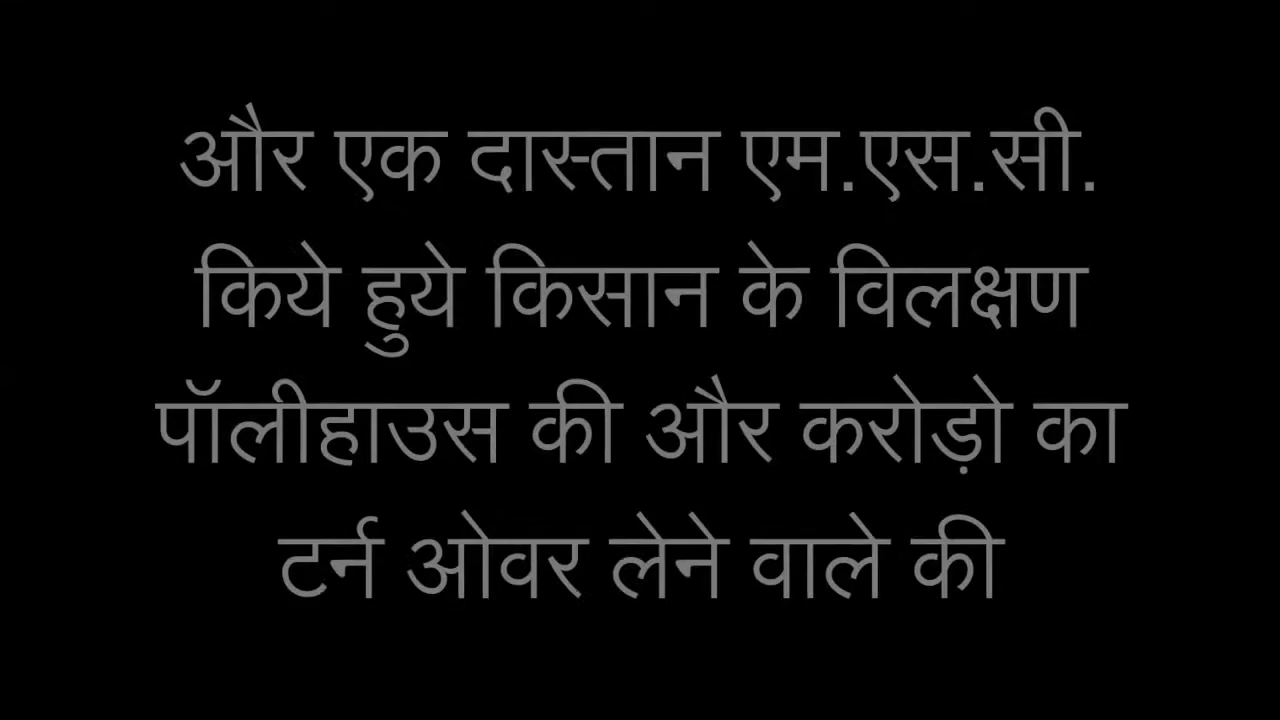 और एक दास्तान एम.एस.सी.
किये हुये किसान के विलक्षण
पॉलीहाउस की और करोड़ो का
टर्न ओवर लेने वाले की